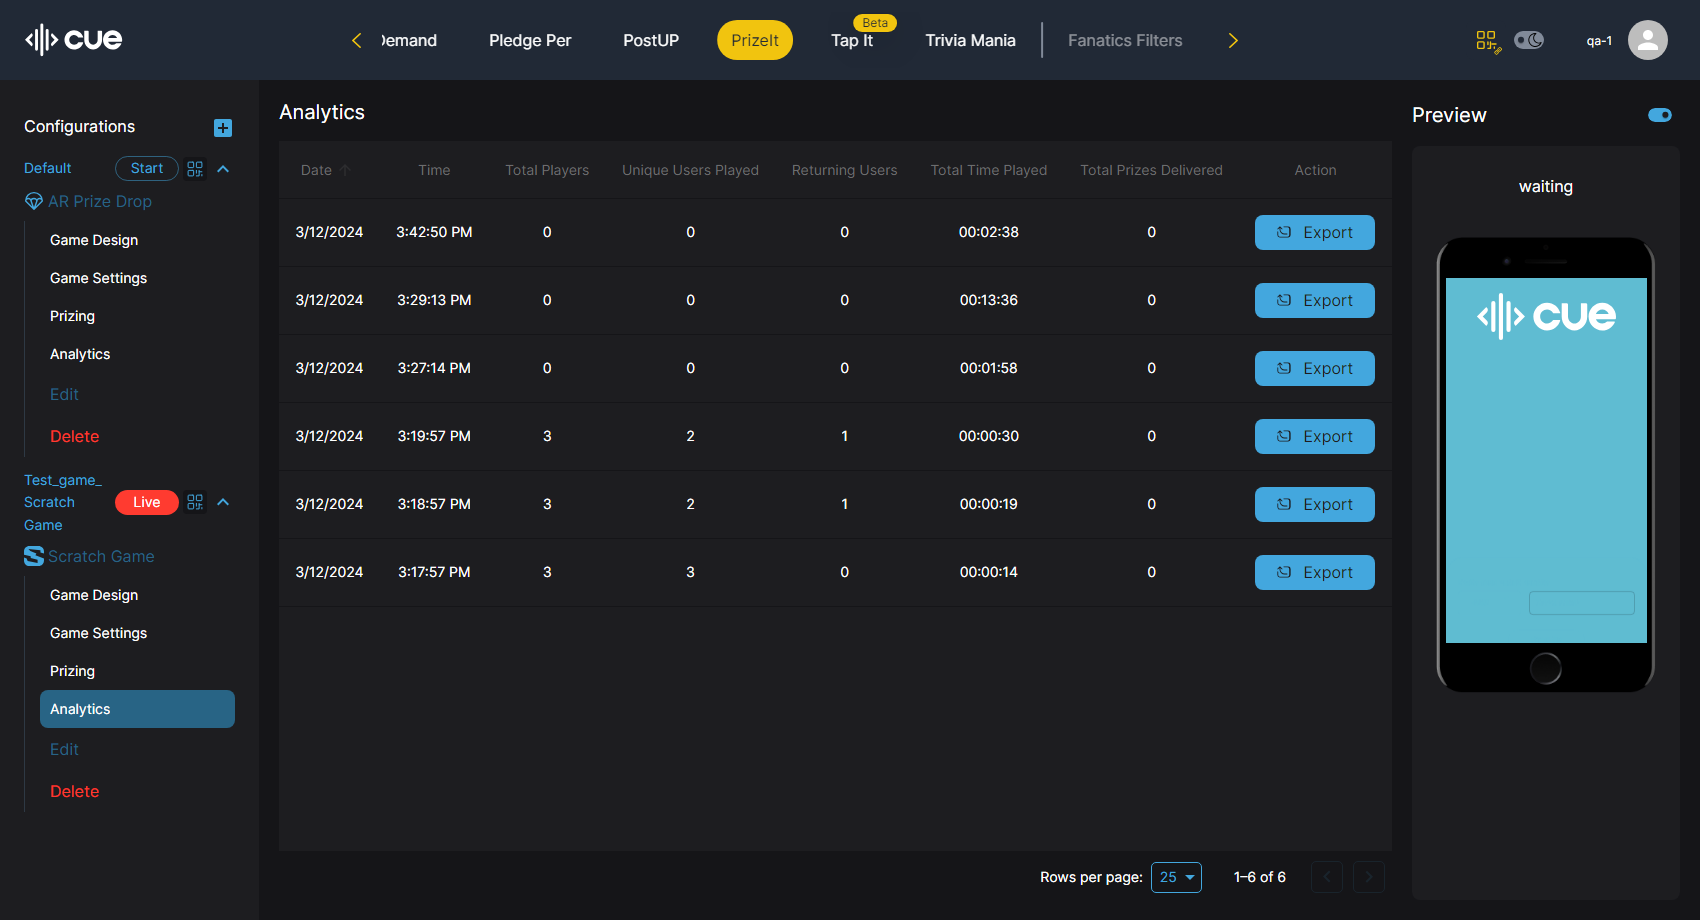 cue
Demand
Pledge Per
PostUP
PrizeIt
Beta
Tap It
Trivia Mania
Fanatics Filters
qa-1
Configurations
Default
Start
AR Prize Drop
Game Design
Game Settings
Prizing
Analytics
Edit
Delete
Test_game_
Scratch
Game
Live
Scratch Game
Game Design
Game Settings
Prizing
Analytics
Edit
Delete
Analytics
Date Time Total Players Unique Users Played Returning Users Total Time Played Total Prizes Delivered Action
3/12/2024 3:42:50 PM 0 0 0 00:02:38 0 Export
3/12/2024 3:29:13 PM 0 0 0 00:13:36 0 Export
3/12/2024 3:27:14 PM 0 0 0 00:01:58 0 Export
3/12/2024 3:19:57 PM 3 2 1 00:00:30 0 Export
3/12/2024 3:18:57 PM 3 2 1 00:00:19 0 Export
3/12/2024 3:17:57 PM 3 3 0 00:00:14 0 Export
Rows per page: 25 1–6 of 6
Preview
waiting
cue